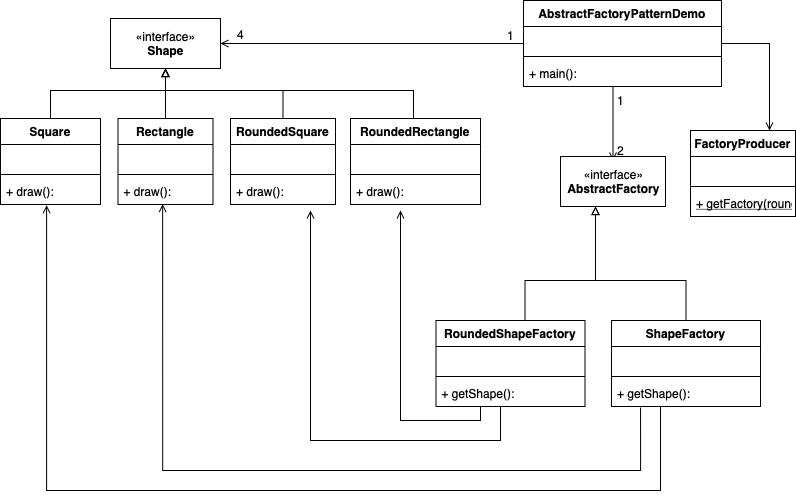 AbstractFactoryPatternDemo
+ main():
«interface»
Shape
4
1
1
2
Square
+ draw():
Rectangle
+ draw():
RoundedSquare
+ draw():
RoundedRectangle
+ draw():
FactoryProducer
+ getFactory(roun
«interface»
AbstractFactory
RoundedShapeFactory
+ getShape():
ShapeFactory
+ getShape():